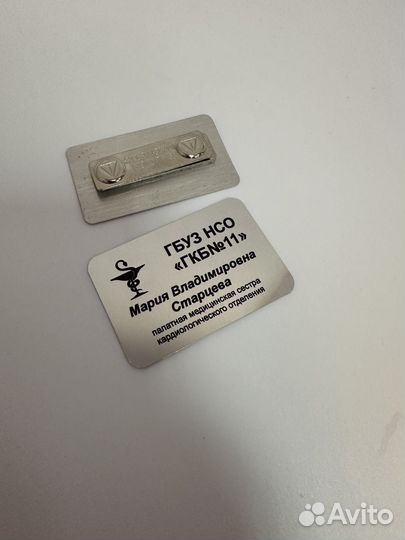 ГБУЗ НСО
«ГКБ№11»
Мария Владимировна
Старцева
палатная медицинская сестра
кардиологического отделения
Avito